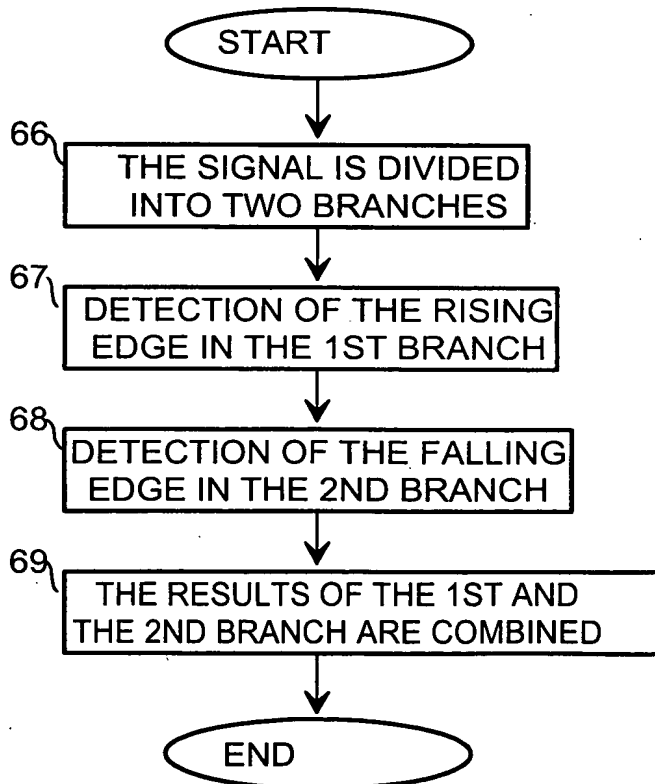 START
66
THE SIGNAL IS DIVIDED
INTO TWO BRANCHES
67
DETECTION OF THE RISING
EDGE IN THE 1ST BRANCH
68
DETECTION OF THE FALLING
EDGE IN THE 2ND BRANCH
69
THE RESULTS OF THE 1ST AND
THE 2ND BRANCH ARE COMBINED
END